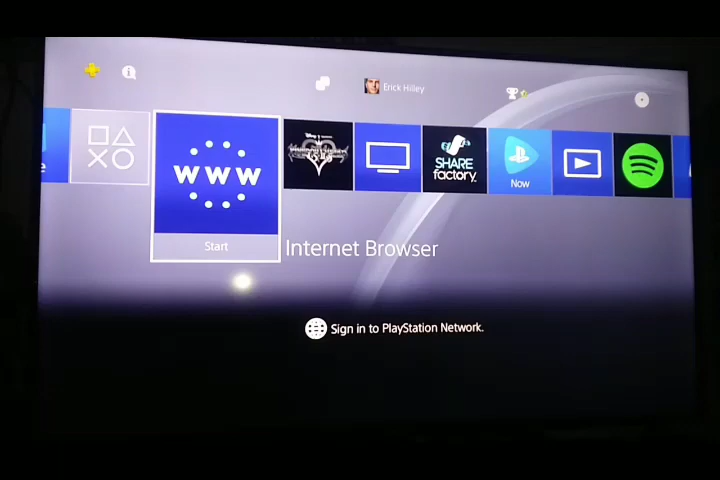 Erick Hilley
e
WWW
SHARE
factory
Now
Start
Internet Browser
Sign in to PlayStation Network.